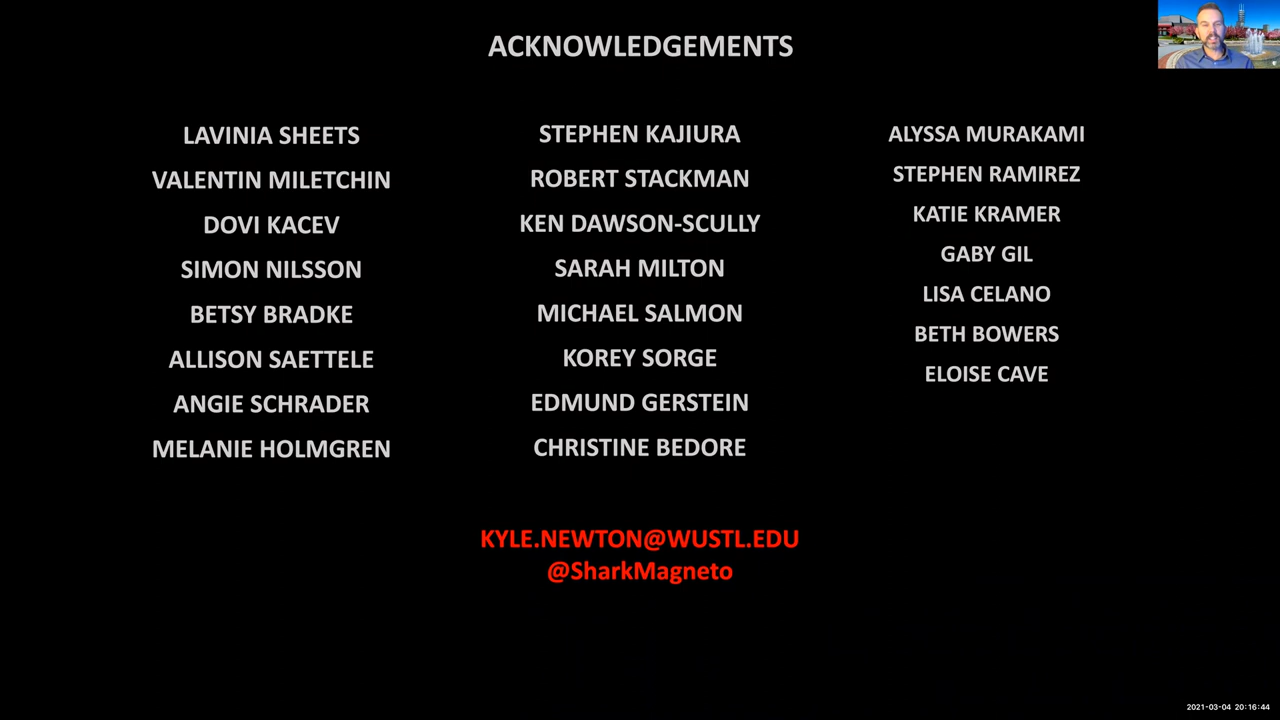 ACKNOWLEDGEMENTS
LAVINIA SHEETS
VALENTIN MILETCHIN
DOVI KACEV
SIMON NILSSON
BETSY BRADKE
ALLISON SAETTELE
ANGIE SCHRADER
MELANIE HOLMGREN
STEPHEN KAJIURA
ROBERT STACKMAN
KEN DAWSON-SCULLY
SARAH MILTON
MICHAEL SALMON
KOREY SORGE
EDMUND GERSTEIN
CHRISTINE BEDORE
ALYSSA MURAKAMI
STEPHEN RAMIREZ
KATIE KRAMER
GABY GIL
LISA CELANO
BETH BOWERS
ELOISE CAVE
KYLE.NEWTON@WUSTL.EDU
@SharkMagneto
2021-03-04 20:16:44